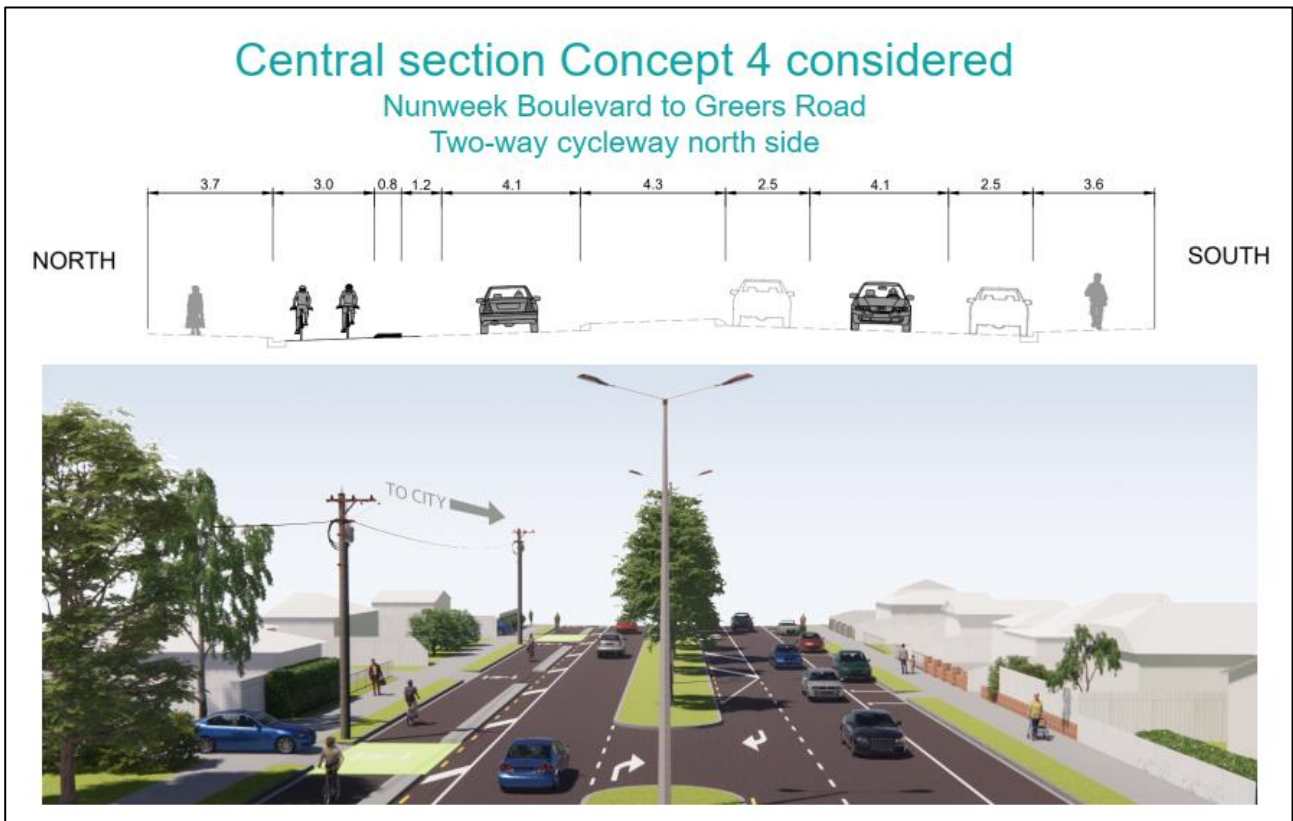 Central section Concept 4 considered
Nunweek Boulevard to Greers Road
Two-way cycleway north side
3.7 3.0 0.8 1.2 4.1 4.3 2.5 4.1 2.5 3.6
NORTH
SOUTH
TO CITY